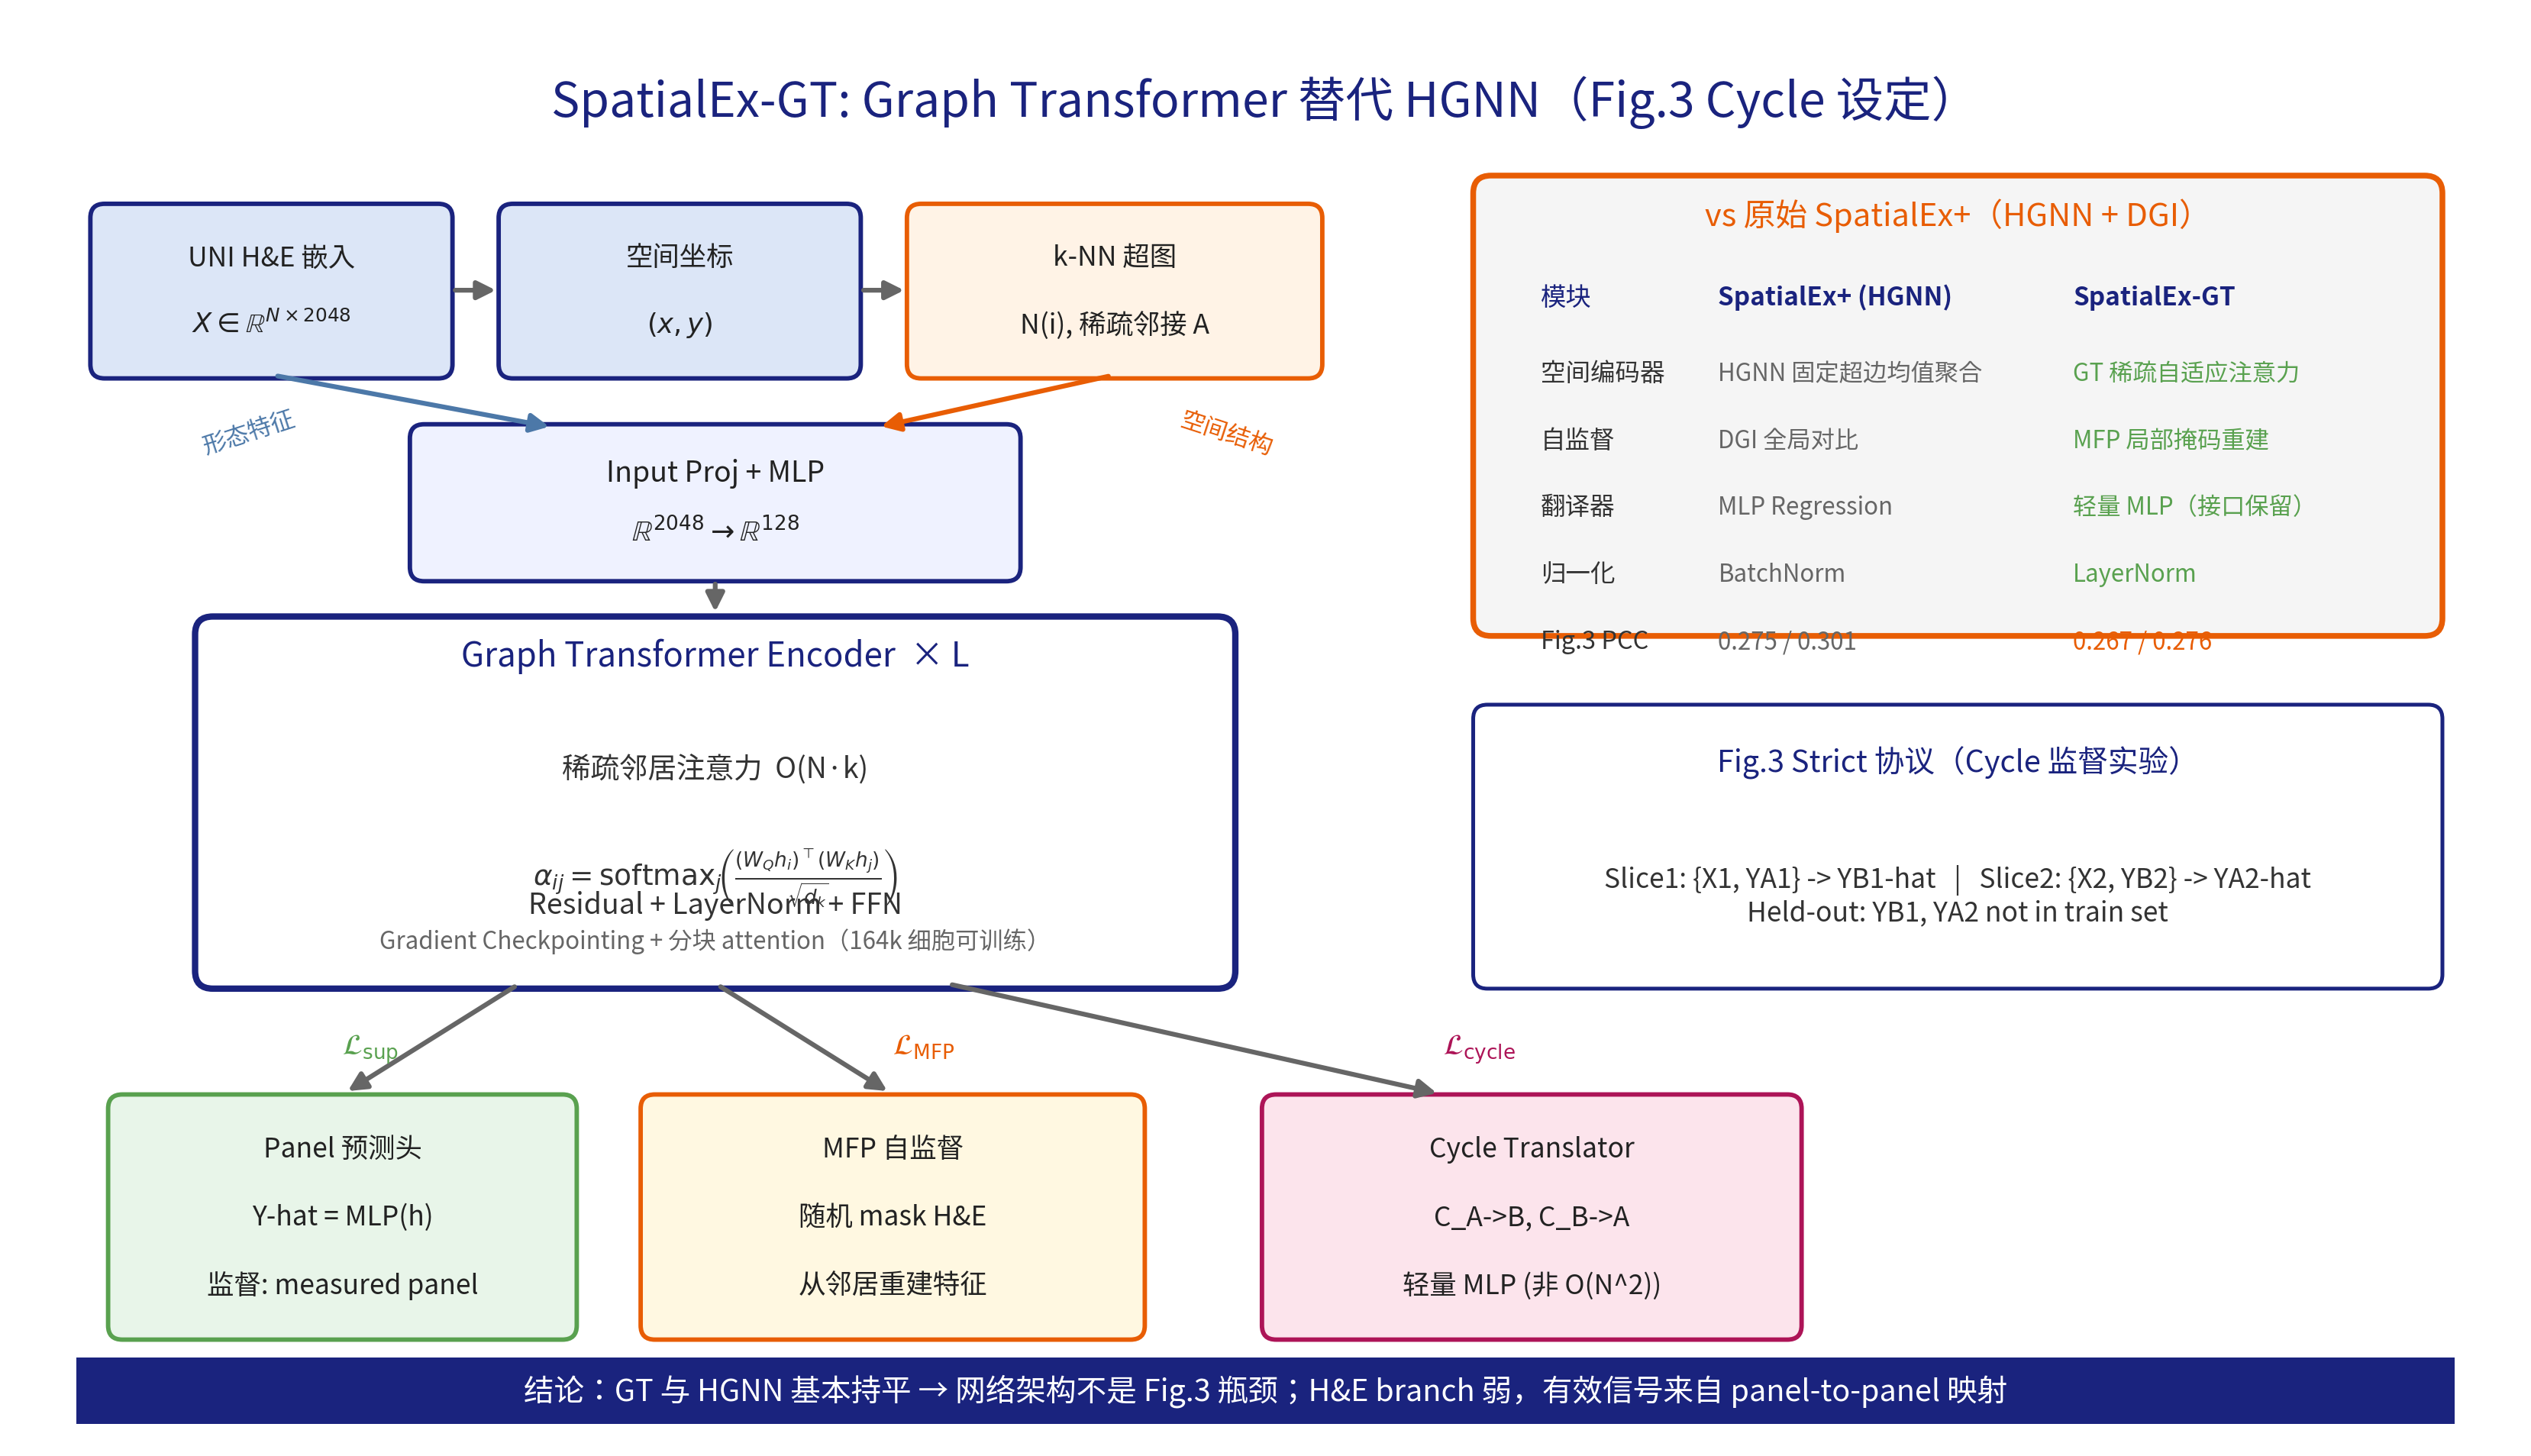 SpatialEx-GT: Graph Transformer 替代 HGNN（Fig.3 Cycle 设定）
UNI H&E 嵌入
X ∈ ℝ^{N×2048}
空间坐标
(x, y)
k-NN 超图
N(i), 稀疏邻接 A
形态特征
空间结构
Input Proj + MLP
ℝ^{2048} → ℝ^{128}
Graph Transformer Encoder × L
稀疏邻居注意力 O(N·k)
α_{ij} = softmax_j((W_Q h_i)^⊤(W_K h_j) / √d_k)
Residual + LayerNorm + FFN
Gradient Checkpointing + 分块 attention（164k 细胞可训练）
ℒ_sup
ℒ_MFP
ℒ_cycle
Panel 预测头
Y-hat = MLP(h)
监督: measured panel
MFP 自监督
随机 mask H&E
从邻居重建特征
Cycle Translator
C_A->B, C_B->A
轻量 MLP (非 O(N^2))
vs 原始 SpatialEx+（HGNN + DGI）
模块 SpatialEx+ (HGNN) SpatialEx-GT
空间编码器 HGNN 固定超边均值聚合 GT 稀疏自适应注意力
自监督 DGI 全局对比 MFP 局部掩码重建
翻译器 MLP Regression 轻量 MLP（接口保留）
归一化 BatchNorm LayerNorm
Fig.3 PCC 0.275 / 0.301 0.267 / 0.276
Fig.3 Strict 协议（Cycle 监督实验）
Slice1: {X1, YA1} -> YB1-hat | Slice2: {X2, YB2} -> YA2-hat
Held-out: YB1, YA2 not in train set
结论：GT 与 HGNN 基本持平 → 网络架构不是 Fig.3 瓶颈；H&E branch 弱，有效信号来自 panel-to-panel 映射